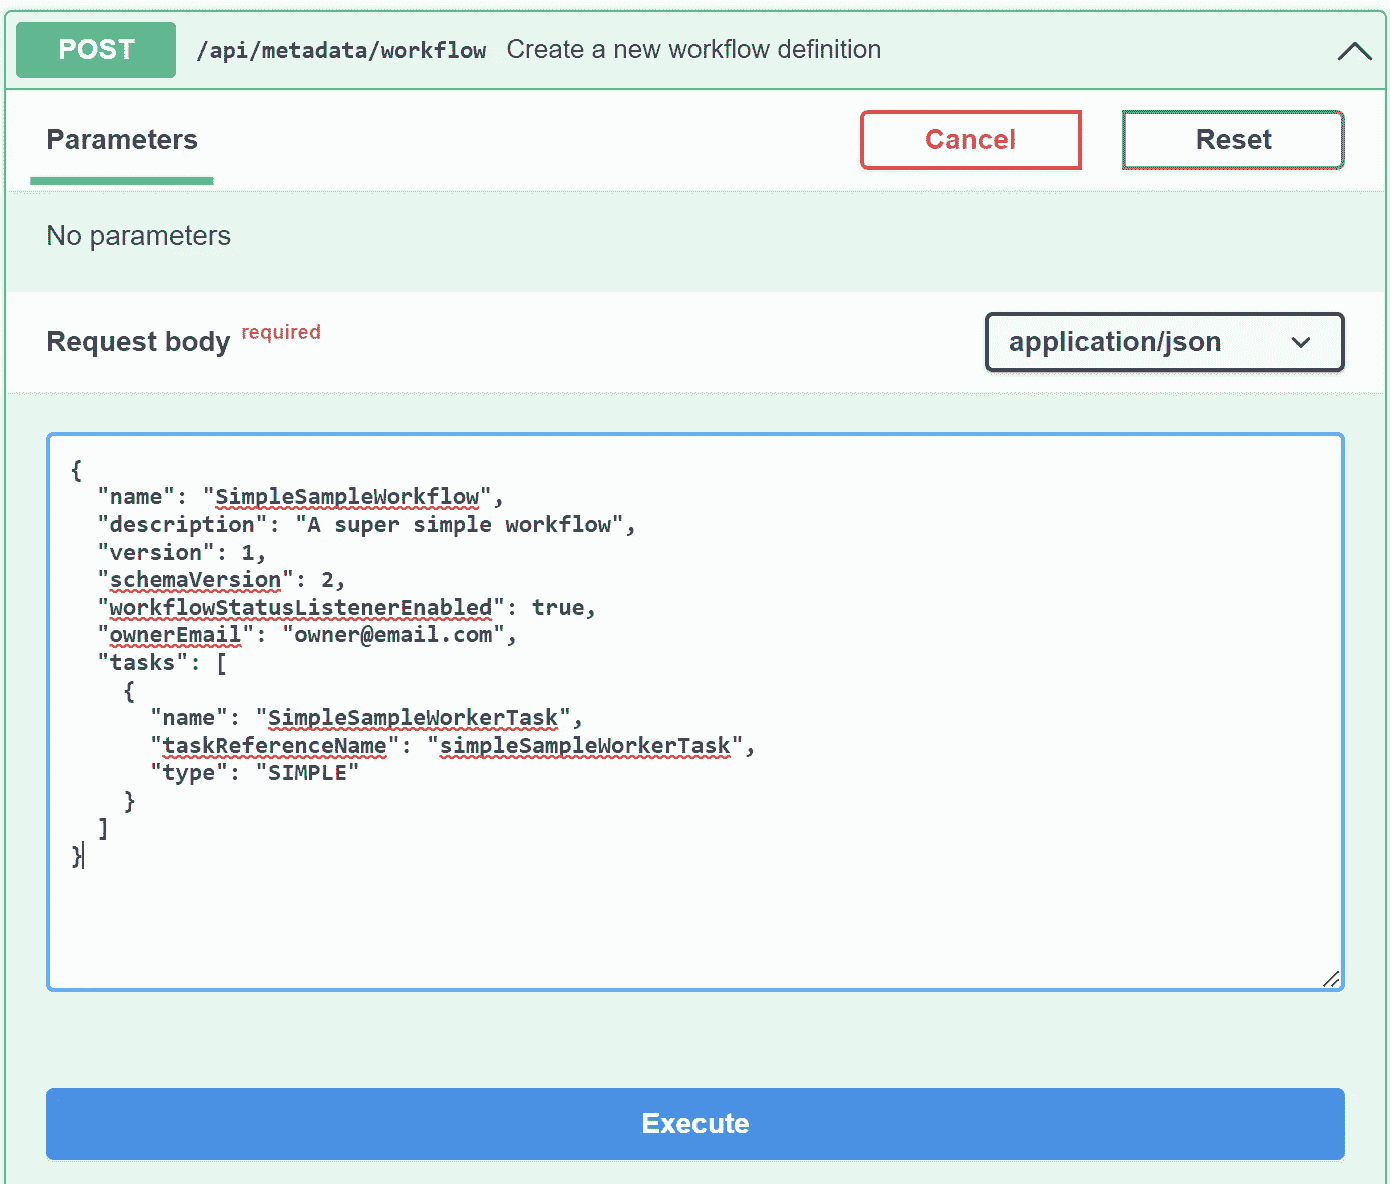 POST /api/metadata/workflow Create a new workflow definition
Parameters Cancel Reset
No parameters
Request body required application/json
{
  "name": "SimpleSampleWorkflow",
  "description": "A super simple workflow",
  "version": 1,
  "schemaVersion": 2,
  "workflowStatusListenerEnabled": true,
  "ownerEmail": "owner@email.com",
  "tasks": [
    {
      "name": "SimpleSampleWorkerTask",
      "taskReferenceName": "simpleSampleWorkerTask",
      "type": "SIMPLE"
    }
  ]
}
Execute